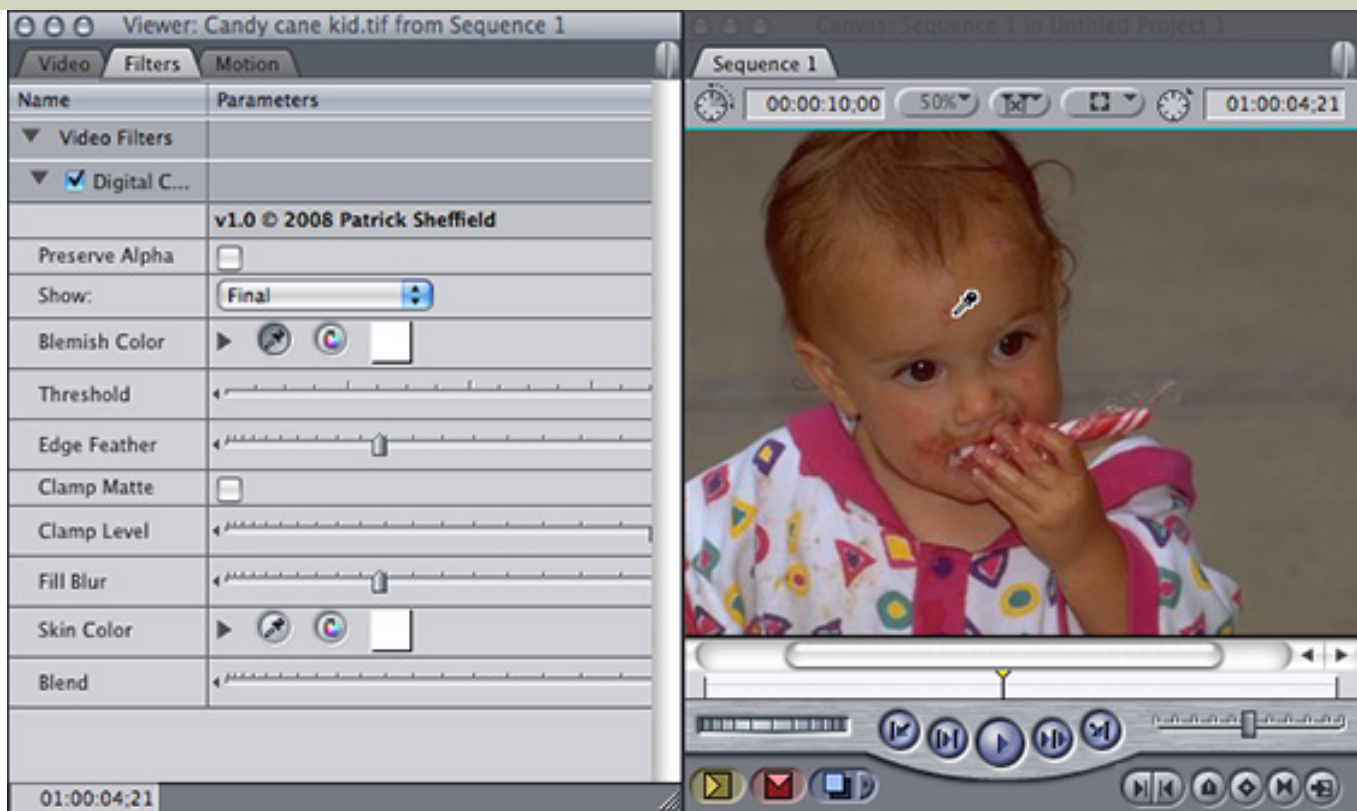 Viewer: Candy cane kid.tif from Sequence 1
Canvas: Sequence 1 in Untitled Project 1
Video Filters Motion
Sequence 1
Name Parameters
00:00:10;00 50% 01:00:04;21
Video Filters
Digital C...
v1.0 © 2008 Patrick Sheffield
Preserve Alpha
Show: Final
Blemish Color
Threshold
Edge Feather
Clamp Matte
Clamp Level
Fill Blur
Skin Color
Blend
01:00:04;21